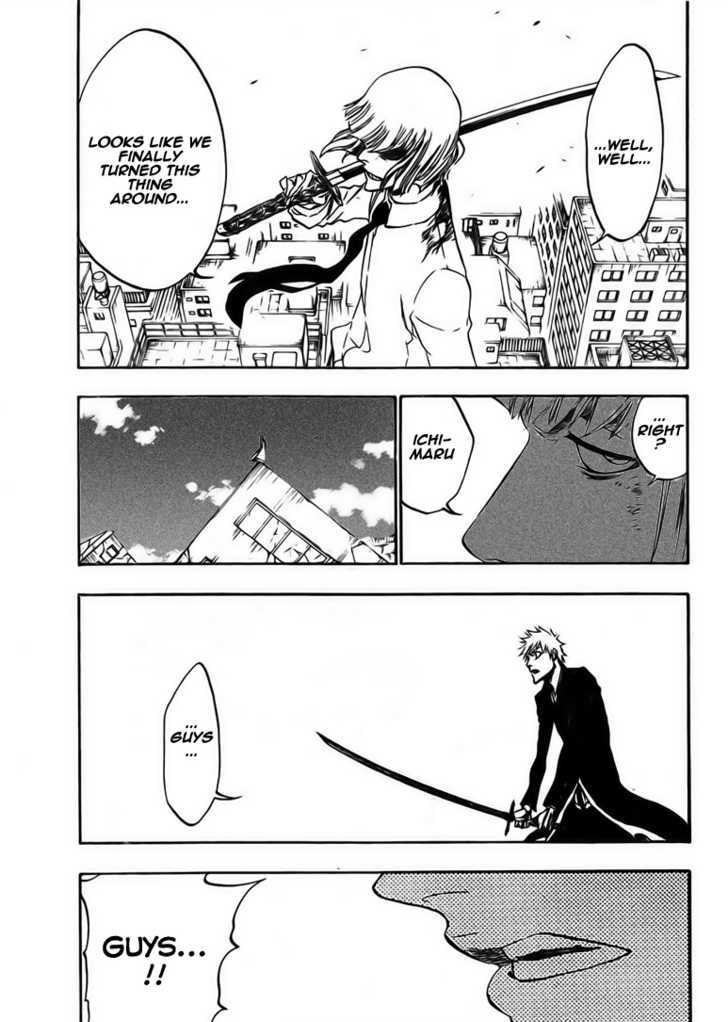 ...WELL,
WELL...
LOOKS LIKE WE
FINALLY
TURNED THIS
THING
AROUND...
...
RIGHT
?
ICHI-
MARU
...
GUYS
...
GUYS...
!!